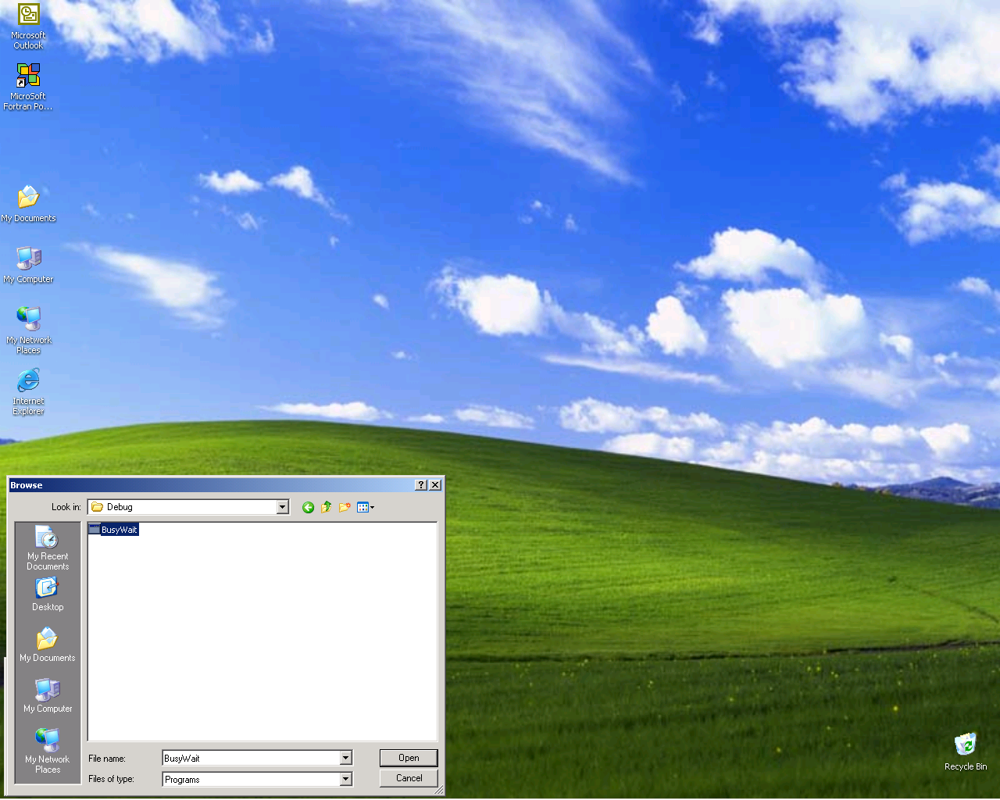 Microsoft
Outlook
MicroSoft
Fortran Po...
My Documents
My Computer
My Network
Places
Internet
Explorer
Browse
Look in:
Debug
BusyWait
My Recent
Documents
Desktop
My Documents
My Computer
My Network
Places
File name:
BusyWait
Open
Files of type:
Programs
Cancel
Recycle Bin